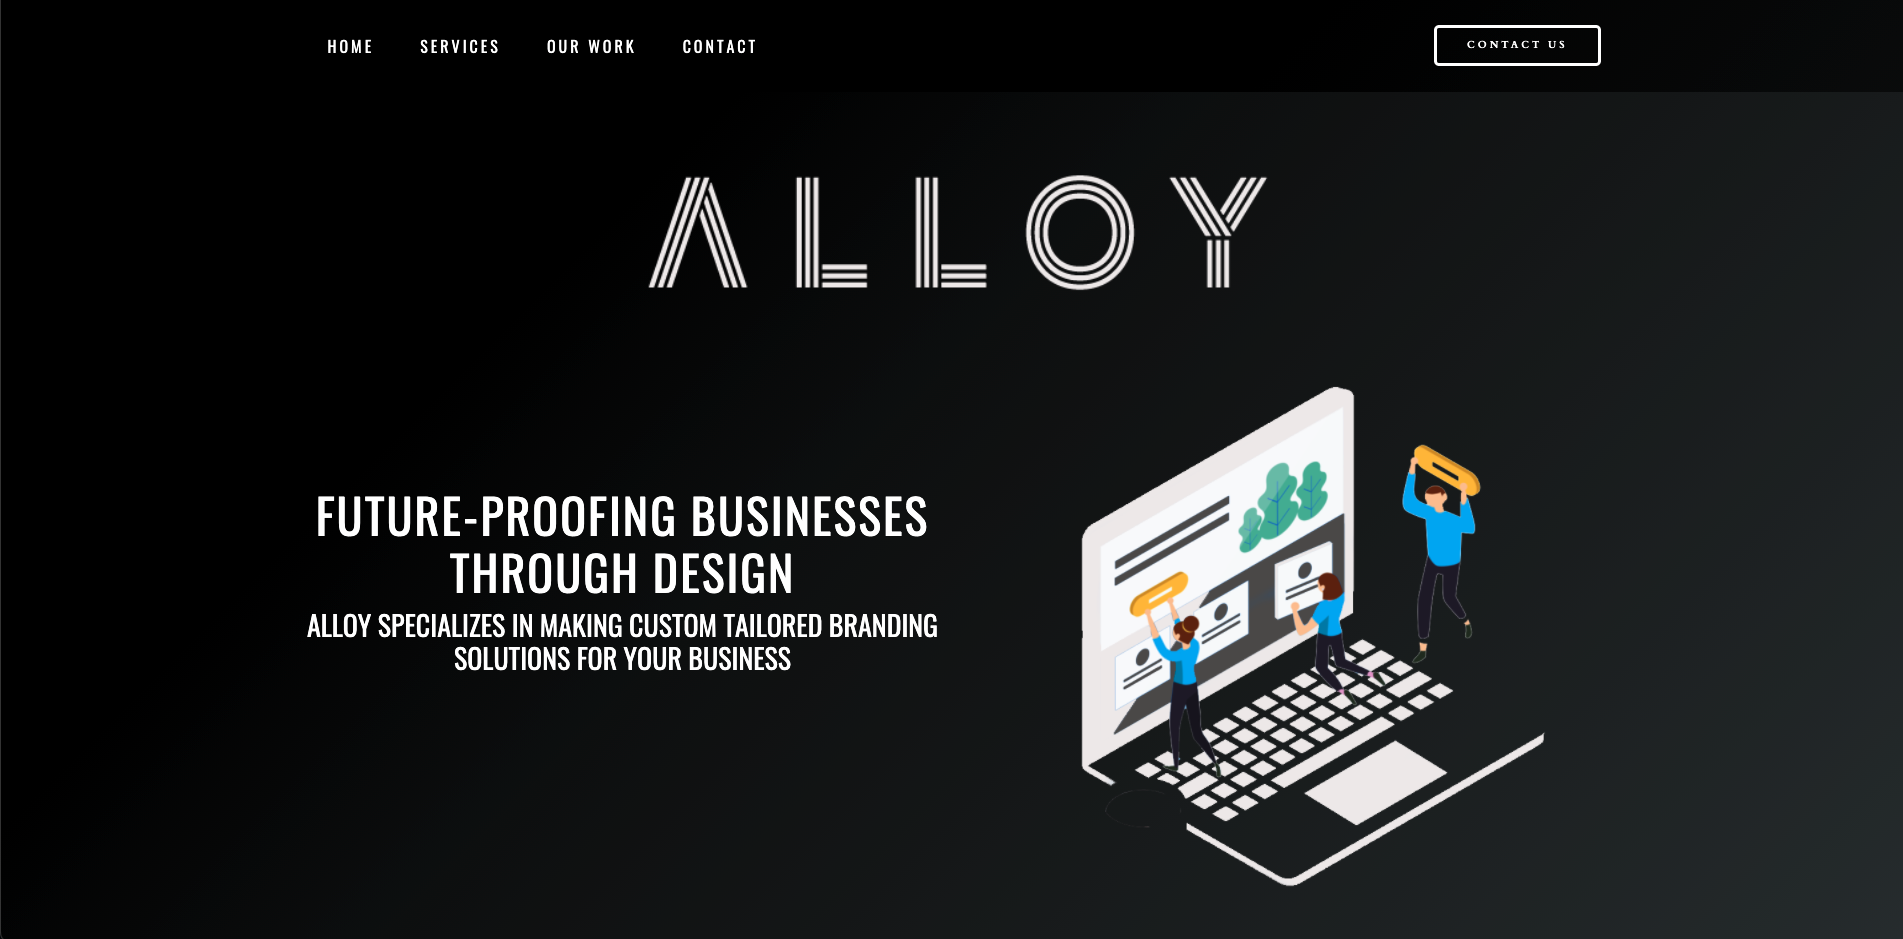 HOME SERVICES OUR WORK CONTACT CONTACT US
ALLOY
FUTURE-PROOFING BUSINESSES
THROUGH DESIGN
ALLOY SPECIALIZES IN MAKING CUSTOM TAILORED BRANDING
SOLUTIONS FOR YOUR BUSINESS